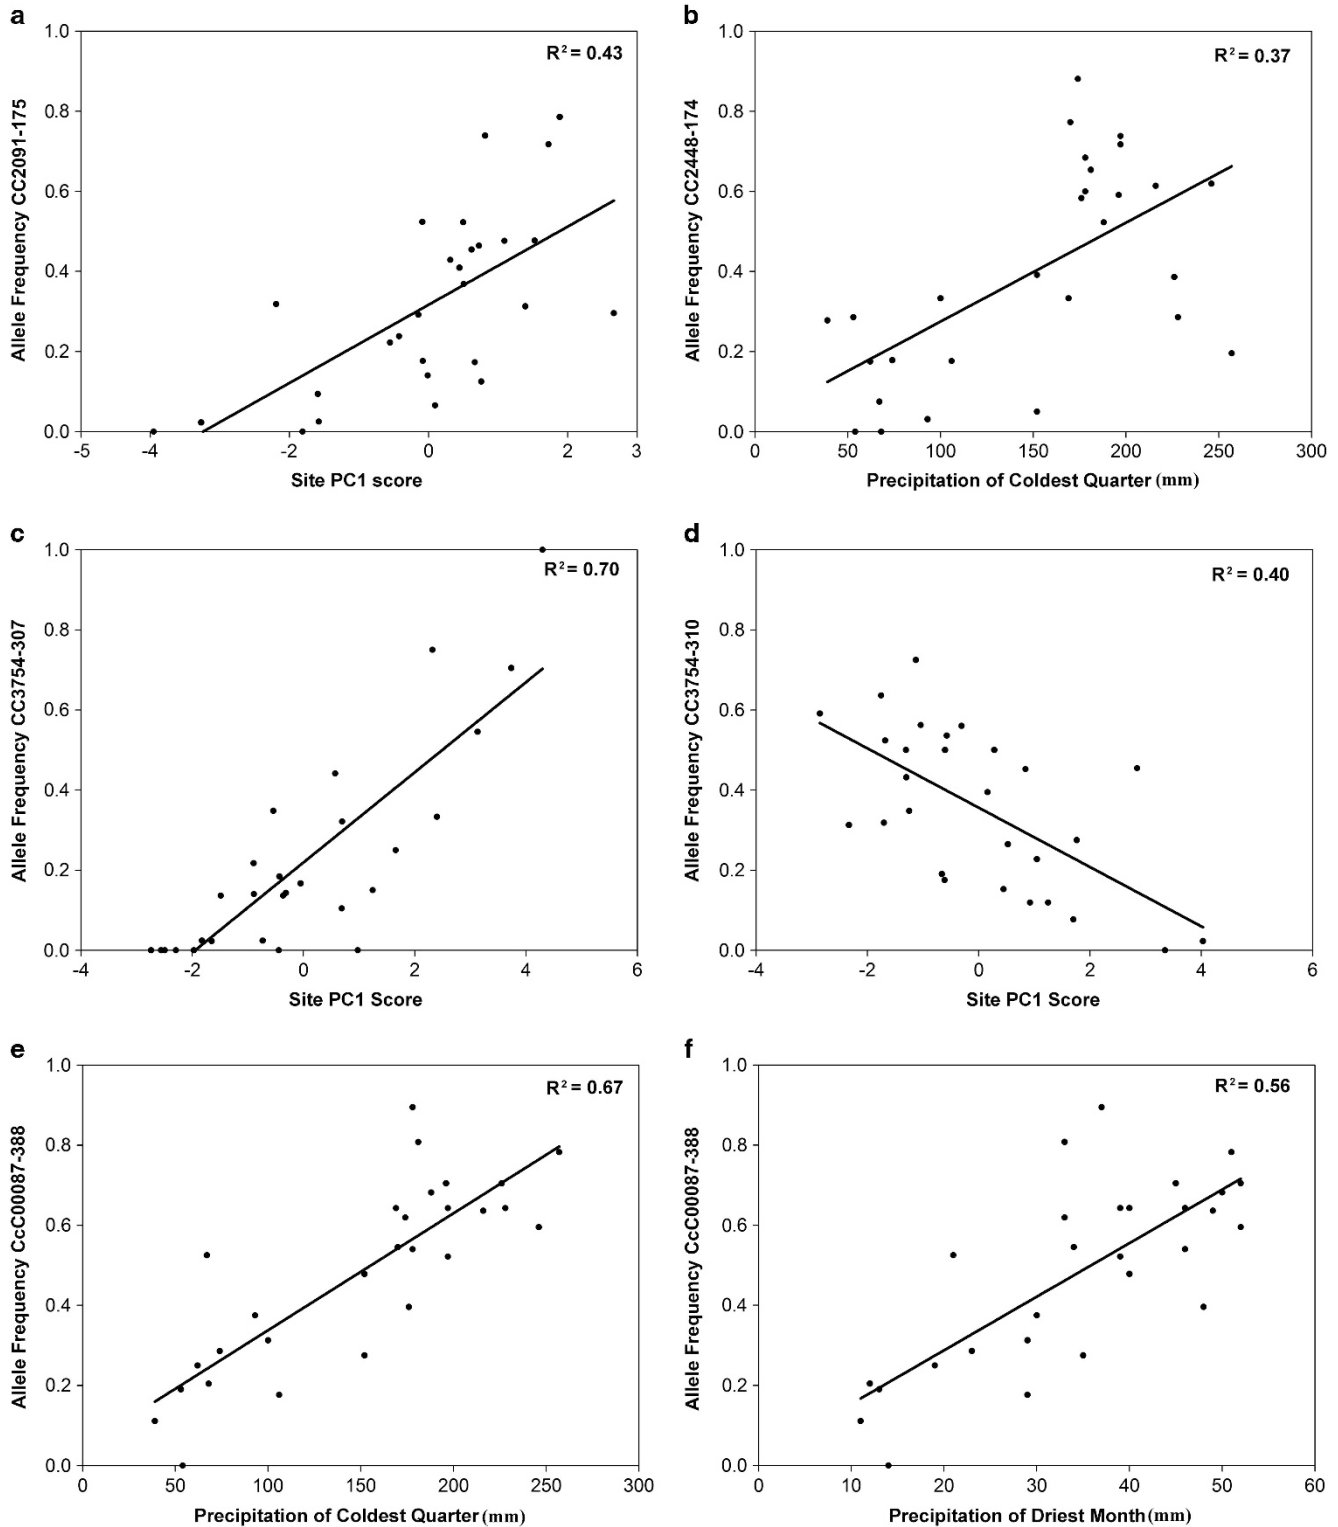 a
R² = 0.43
Allele Frequency CC2091-175
1.0
0.8
0.6
0.4
0.2
0.0
-5 -4 -2 0 2 3
Site PC1 score
b
R² = 0.37
Allele Frequency CC2448-174
1.0
0.8
0.6
0.4
0.2
0.0
0 50 100 150 200 250 300
Precipitation of Coldest Quarter (mm)
c
R² = 0.70
Allele Frequency CC3754-307
1.0
0.8
0.6
0.4
0.2
0.0
-4 -2 0 2 4 6
Site PC1 Score
d
R² = 0.40
Allele Frequency CC3754-310
1.0
0.8
0.6
0.4
0.2
0.0
-4 -2 0 2 4 6
Site PC1 Score
e
R² = 0.67
Allele Frequency CcC00087-388
1.0
0.8
0.6
0.4
0.2
0.0
0 50 100 150 200 250 300
Precipitation of Coldest Quarter (mm)
f
R² = 0.56
Allele Frequency CcC00087-388
1.0
0.8
0.6
0.4
0.2
0.0
0 10 20 30 40 50 60
Precipitation of Driest Month (mm)